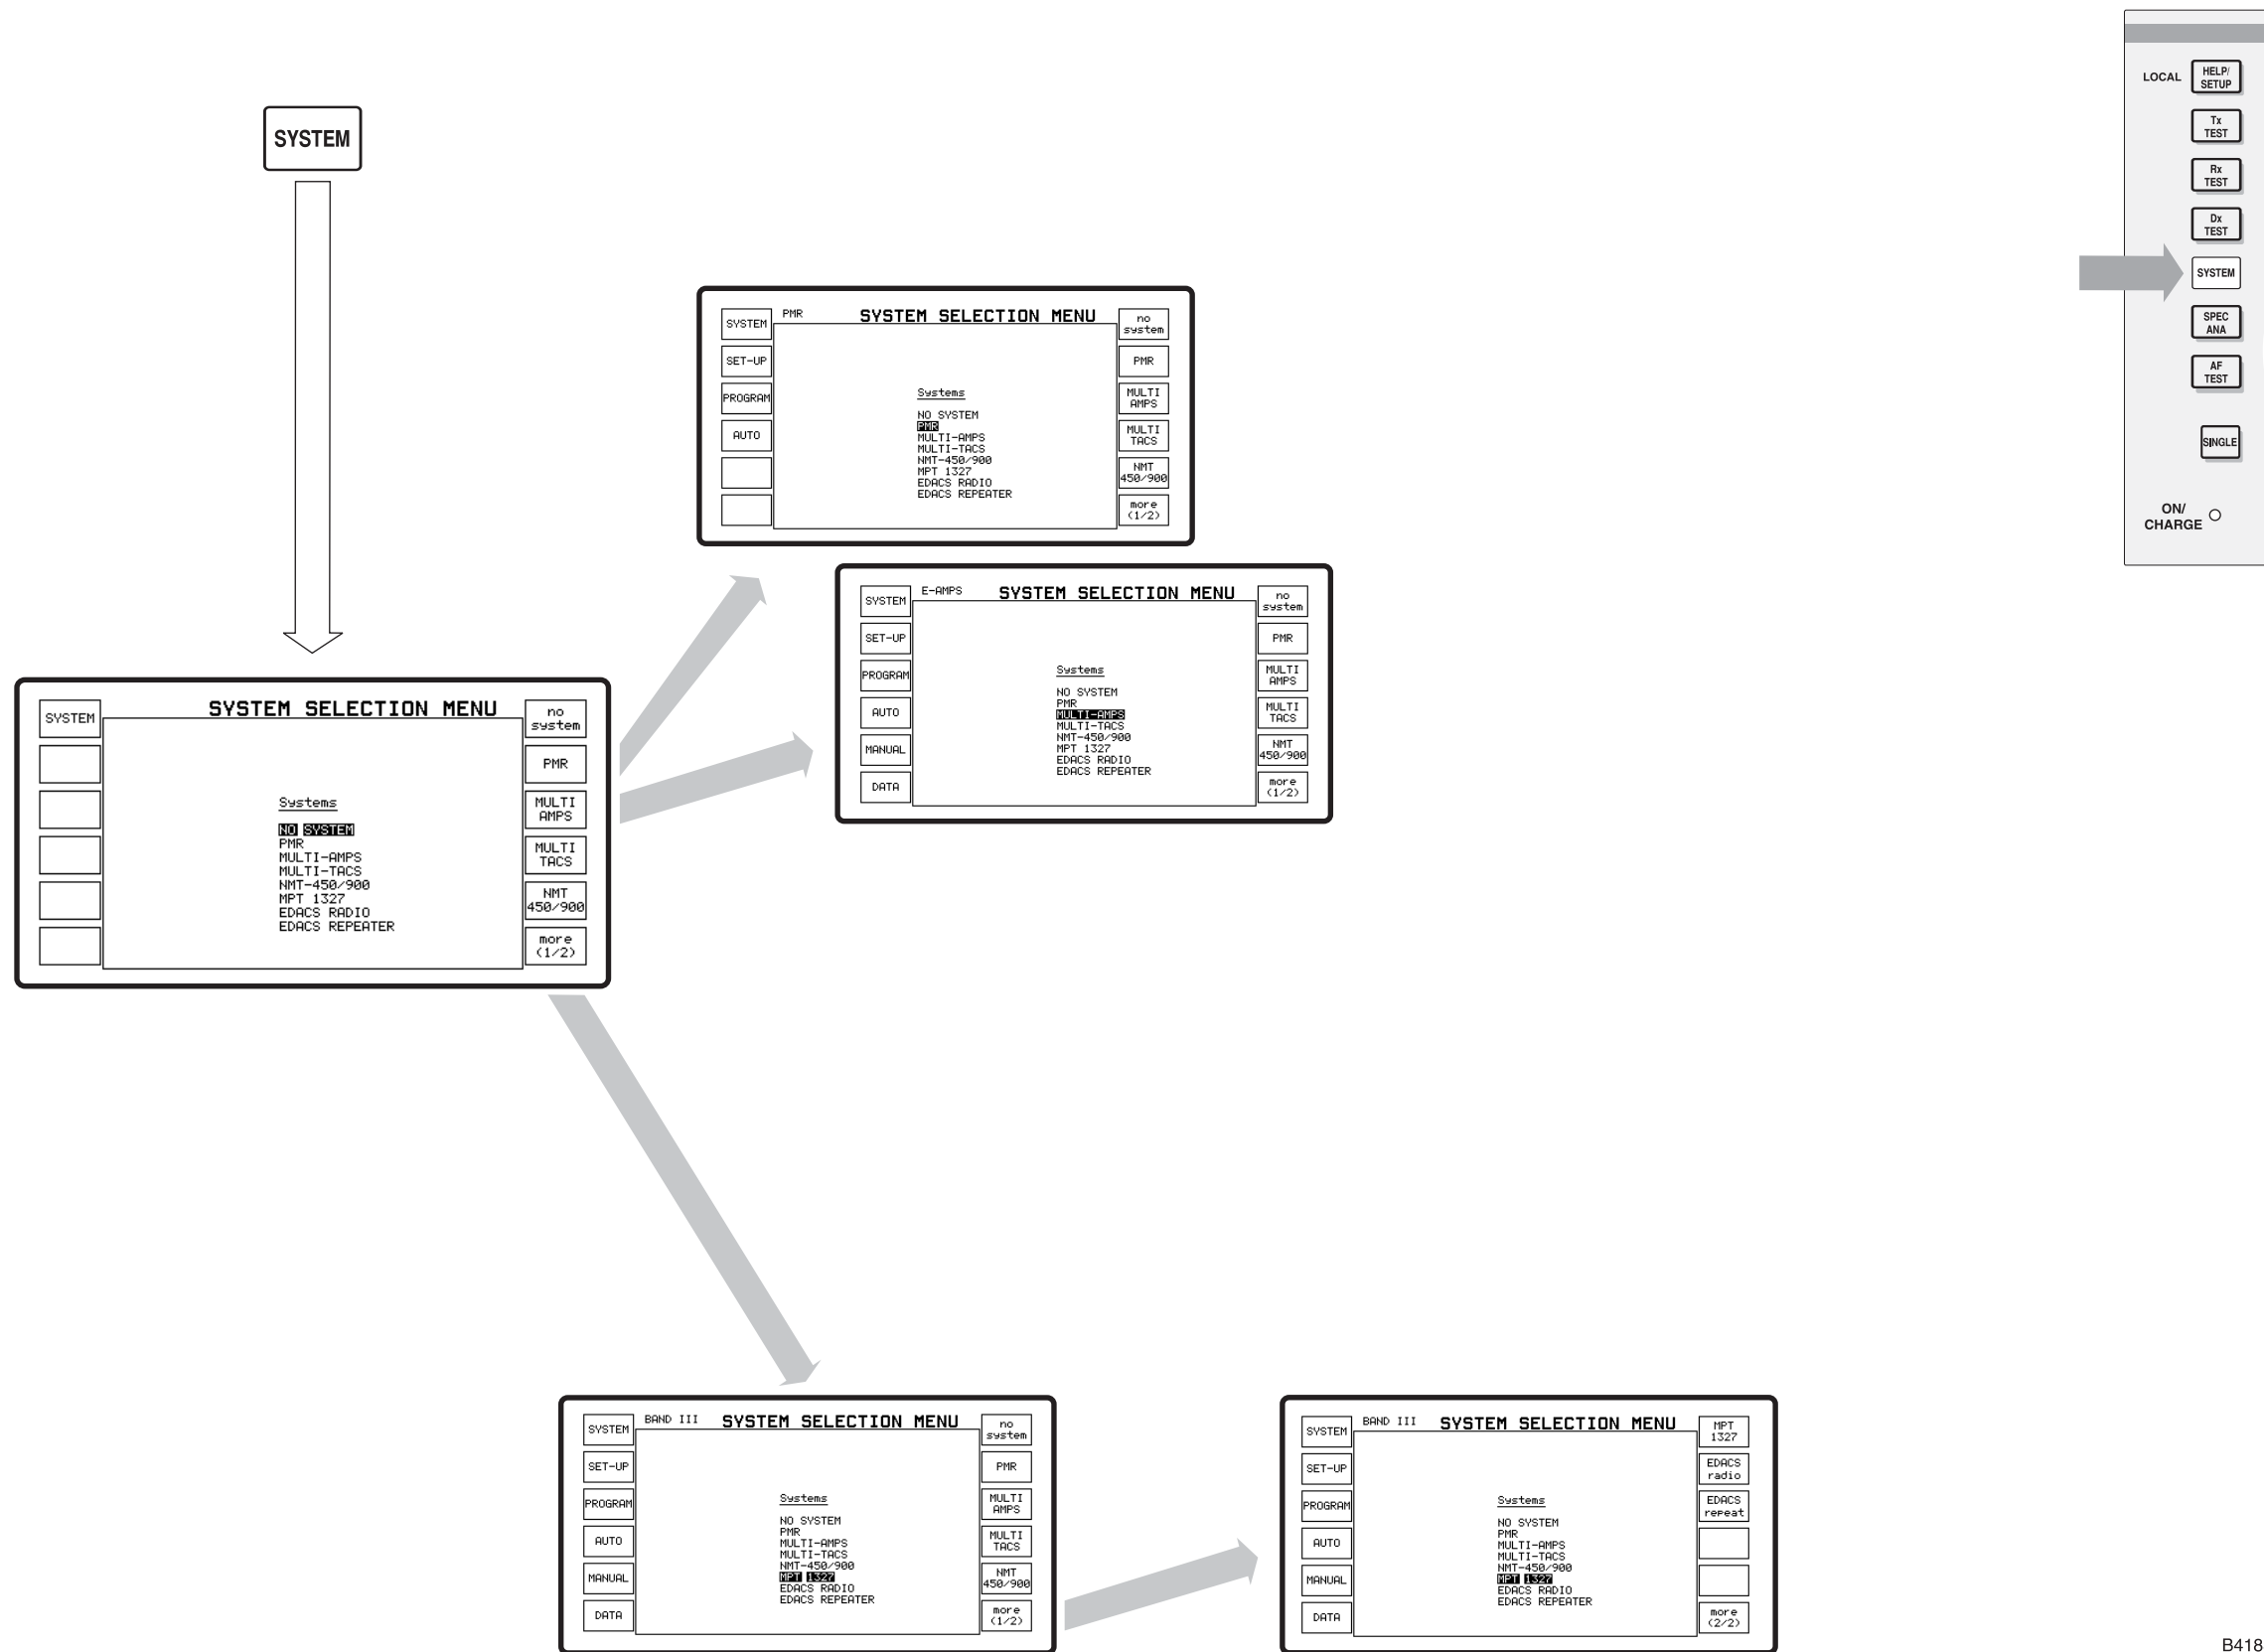 SYSTEM
LOCAL
HELP/
SETUP
Tx
TEST
Rx
TEST
Dx
TEST
SYSTEM
SPEC
ANA
AF
TEST
SINGLE
ON/
CHARGE
PMR
SYSTEM SELECTION MENU
SYSTEM
SET-UP
PROGRAM
AUTO
Systems
NO SYSTEM
PMR
MULTI-AMPS
MULTI-TACS
NMT-450/900
MPT 1327
EDACS RADIO
EDACS REPEATER
no
system
PMR
MULTI
AMPS
MULTI
TACS
NMT
450/900
more
(1/2)
E-AMPS
SYSTEM SELECTION MENU
SYSTEM
SET-UP
PROGRAM
AUTO
MANUAL
DATA
Systems
NO SYSTEM
PMR
MULTI-AMPS
MULTI-TACS
NMT-450/900
MPT 1327
EDACS RADIO
EDACS REPEATER
no
system
PMR
MULTI
AMPS
MULTI
TACS
NMT
450/900
more
(1/2)
SYSTEM SELECTION MENU
SYSTEM
Systems
NO SYSTEM
PMR
MULTI-AMPS
MULTI-TACS
NMT-450/900
MPT 1327
EDACS RADIO
EDACS REPEATER
no
system
PMR
MULTI
AMPS
MULTI
TACS
NMT
450/900
more
(1/2)
BAND III
SYSTEM SELECTION MENU
SYSTEM
SET-UP
PROGRAM
AUTO
MANUAL
DATA
Systems
NO SYSTEM
PMR
MULTI-AMPS
MULTI-TACS
NMT-450/900
MPT 1327
EDACS RADIO
EDACS REPEATER
no
system
PMR
MULTI
AMPS
MULTI
TACS
NMT
450/900
more
(1/2)
BAND III
SYSTEM SELECTION MENU
SYSTEM
SET-UP
PROGRAM
AUTO
MANUAL
DATA
Systems
NO SYSTEM
PMR
MULTI-AMPS
MULTI-TACS
NMT-450/900
MPT 1327
EDACS RADIO
EDACS REPEATER
MPT
1327
EDACS
radio
EDACS
repeat
more
(2/2)
B418